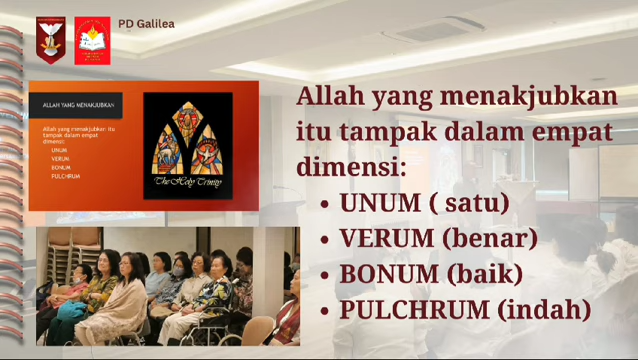 PD Galilea
ALLAH YANG MENAKJUBKAN
Allah yang menakjubkan itu
tampak dalam empat
dimensi:
UNUM
VERUM
BONUM
PULCHRUM
The Holy Trinity
Allah yang menakjubkan
itu tampak dalam empat
dimensi:
• UNUM ( satu)
• VERUM (benar)
• BONUM (baik)
• PULCHRUM (indah)